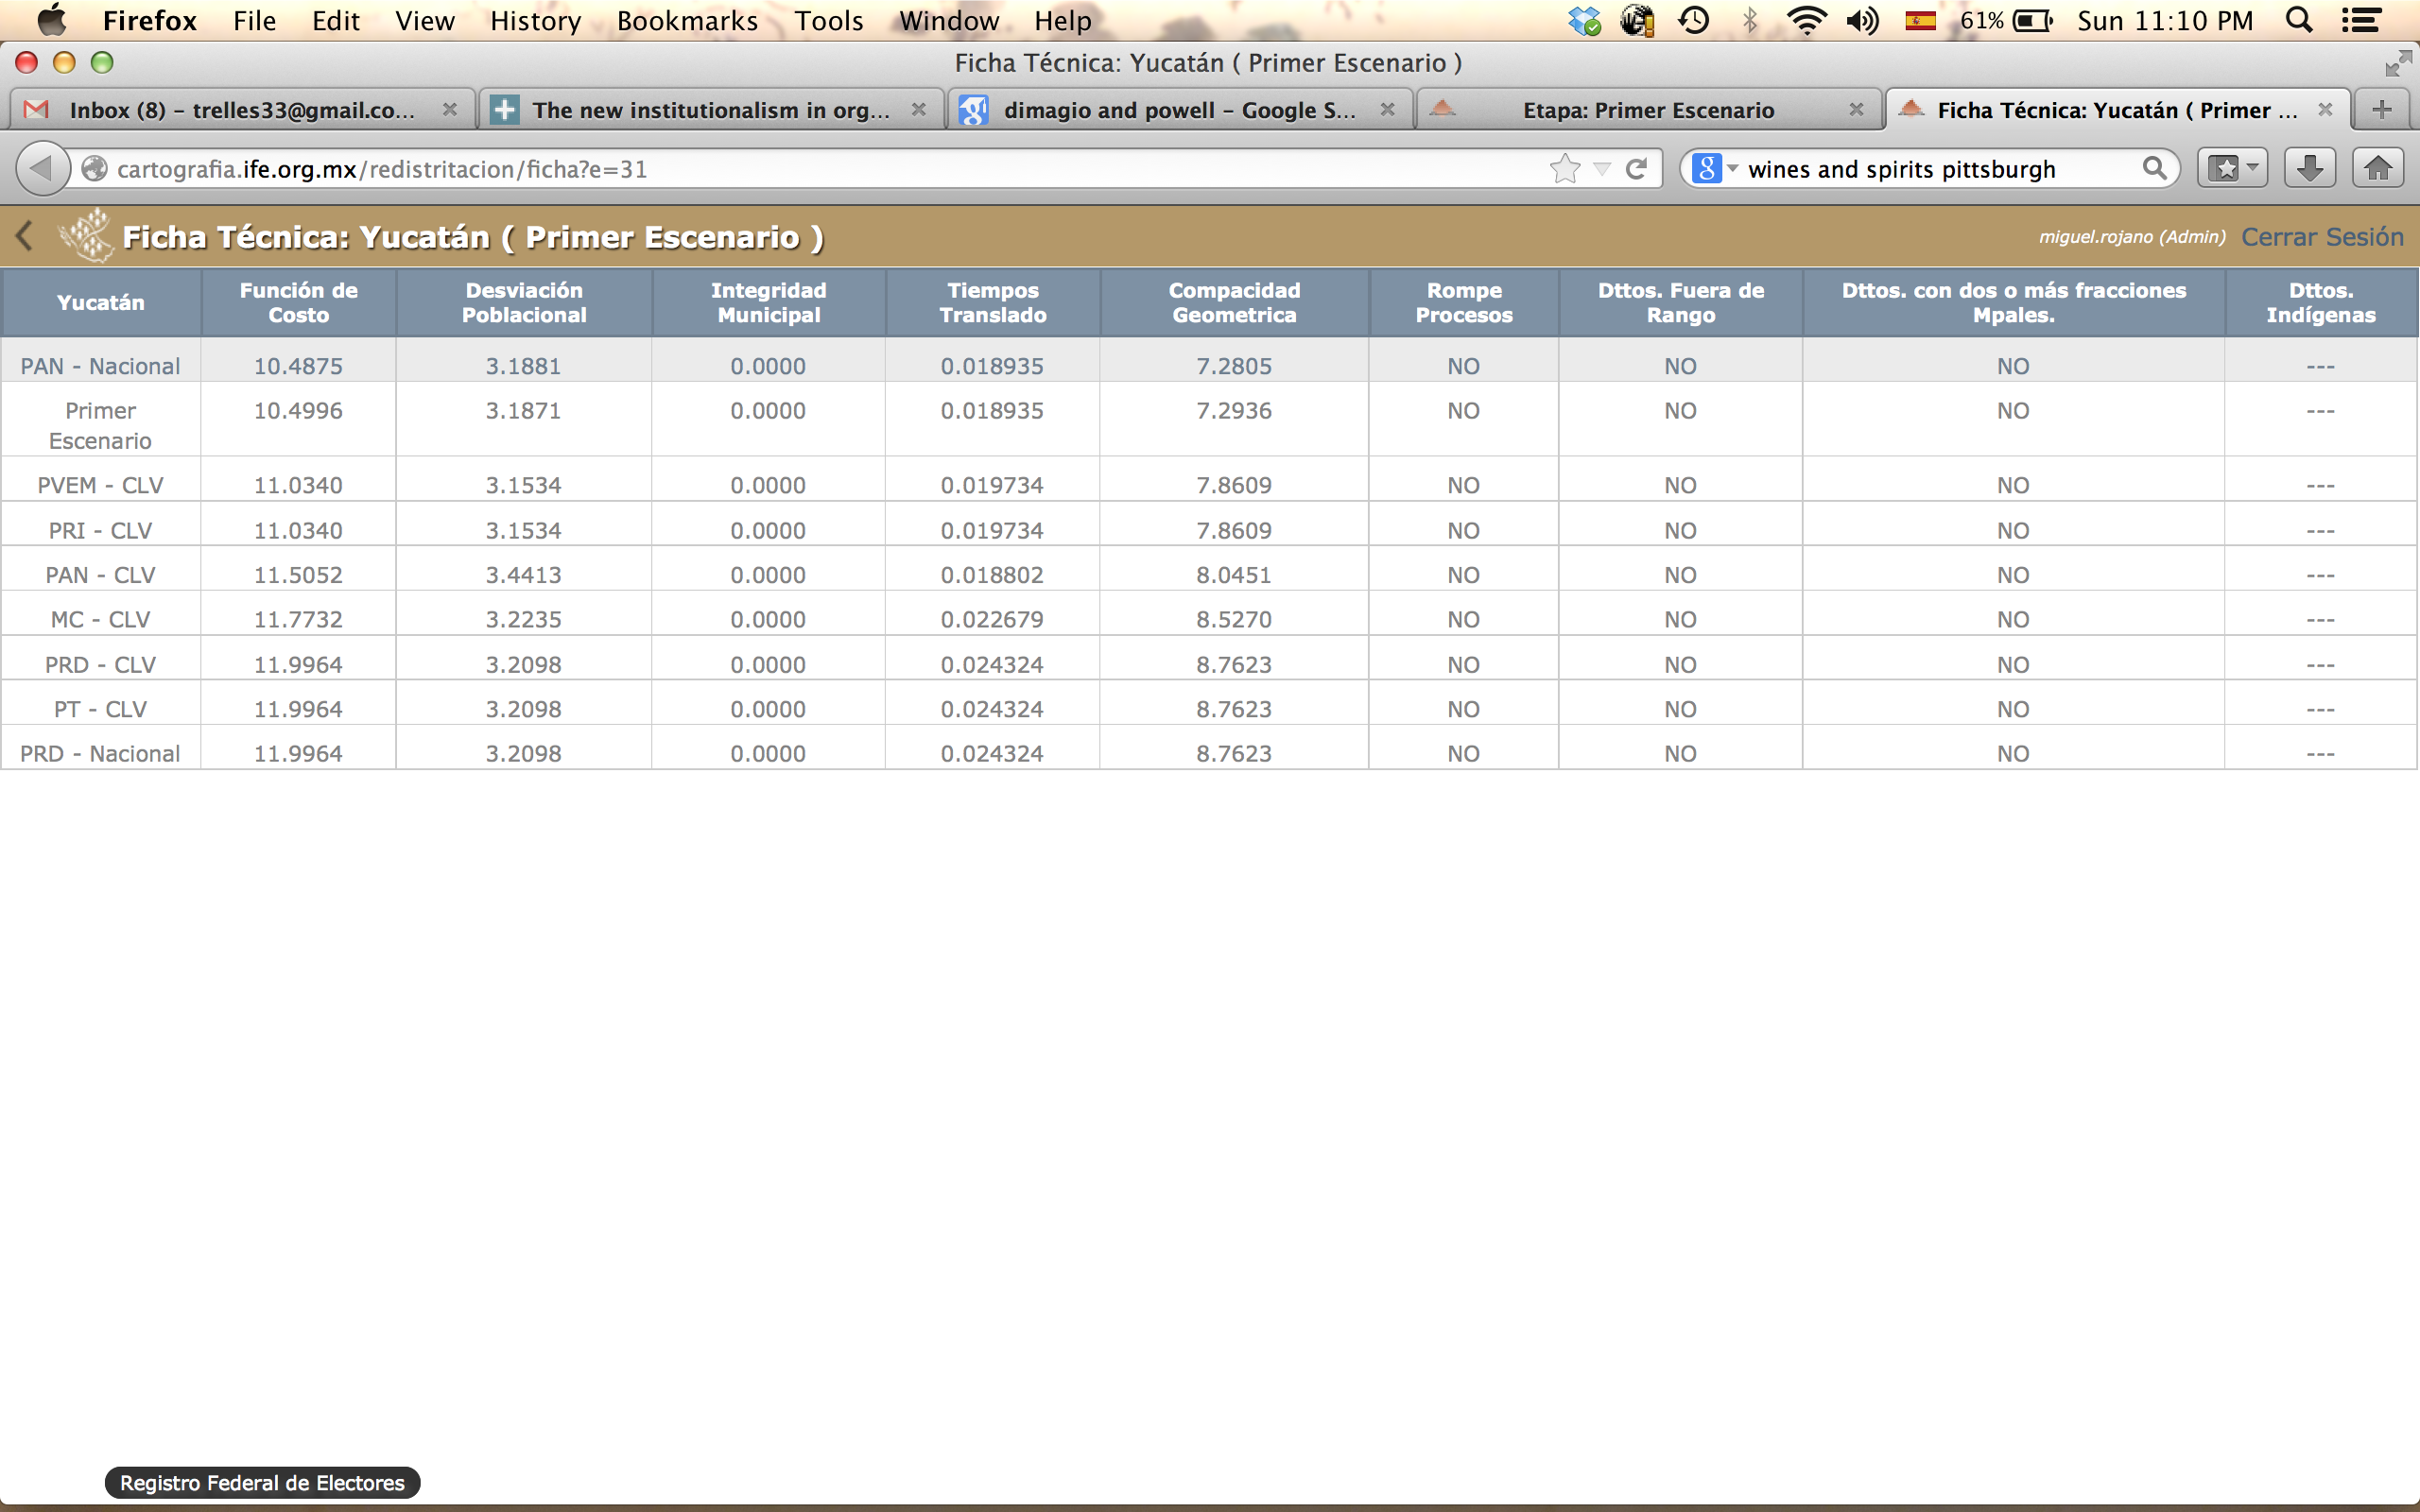 Firefox File Edit View History Bookmarks Tools Window Help 61% Sun 11:10 PM
Ficha Técnica: Yucatán ( Primer Escenario )
Inbox (8) – trelles33@gmail.co... The new institutionalism in org... dimagio and powell – Google S... Etapa: Primer Escenario Ficha Técnica: Yucatán ( Primer ...
cartografia.ife.org.mx/redistritacion/ficha?e=31 wines and spirits pittsburgh
Ficha Técnica: Yucatán ( Primer Escenario ) miguel.rojano (Admin) Cerrar Sesión
Yucatán Función de Costo Desviación Poblacional Integridad Municipal Tiempos Translado Compacidad Geometrica Rompe Procesos Dttos. Fuera de Rango Dttos. con dos o más fracciones Mpales. Dttos. Indígenas
PAN - Nacional 10.4875 3.1881 0.0000 0.018935 7.2805 NO NO NO ---
Primer Escenario 10.4996 3.1871 0.0000 0.018935 7.2936 NO NO NO ---
PVEM - CLV 11.0340 3.1534 0.0000 0.019734 7.8609 NO NO NO ---
PRI - CLV 11.0340 3.1534 0.0000 0.019734 7.8609 NO NO NO ---
PAN - CLV 11.5052 3.4413 0.0000 0.018802 8.0451 NO NO NO ---
MC - CLV 11.7732 3.2235 0.0000 0.022679 8.5270 NO NO NO ---
PRD - CLV 11.9964 3.2098 0.0000 0.024324 8.7623 NO NO NO ---
PT - CLV 11.9964 3.2098 0.0000 0.024324 8.7623 NO NO NO ---
PRD - Nacional 11.9964 3.2098 0.0000 0.024324 8.7623 NO NO NO ---
Registro Federal de Electores